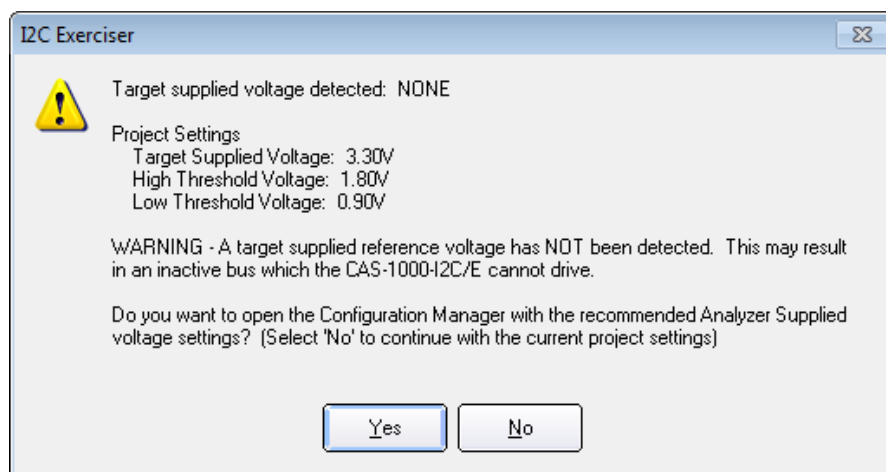 I2C Exerciser
Target supplied voltage detected: NONE
Project Settings
Target Supplied Voltage: 3.30V
High Threshold Voltage: 1.80V
Low Threshold Voltage: 0.90V
WARNING - A target supplied reference voltage has NOT been detected. This may result
in an inactive bus which the CAS-1000-I2C/E cannot drive.
Do you want to open the Configuration Manager with the recommended Analyzer Supplied
voltage settings? (Select 'No' to continue with the current project settings)
Yes
No